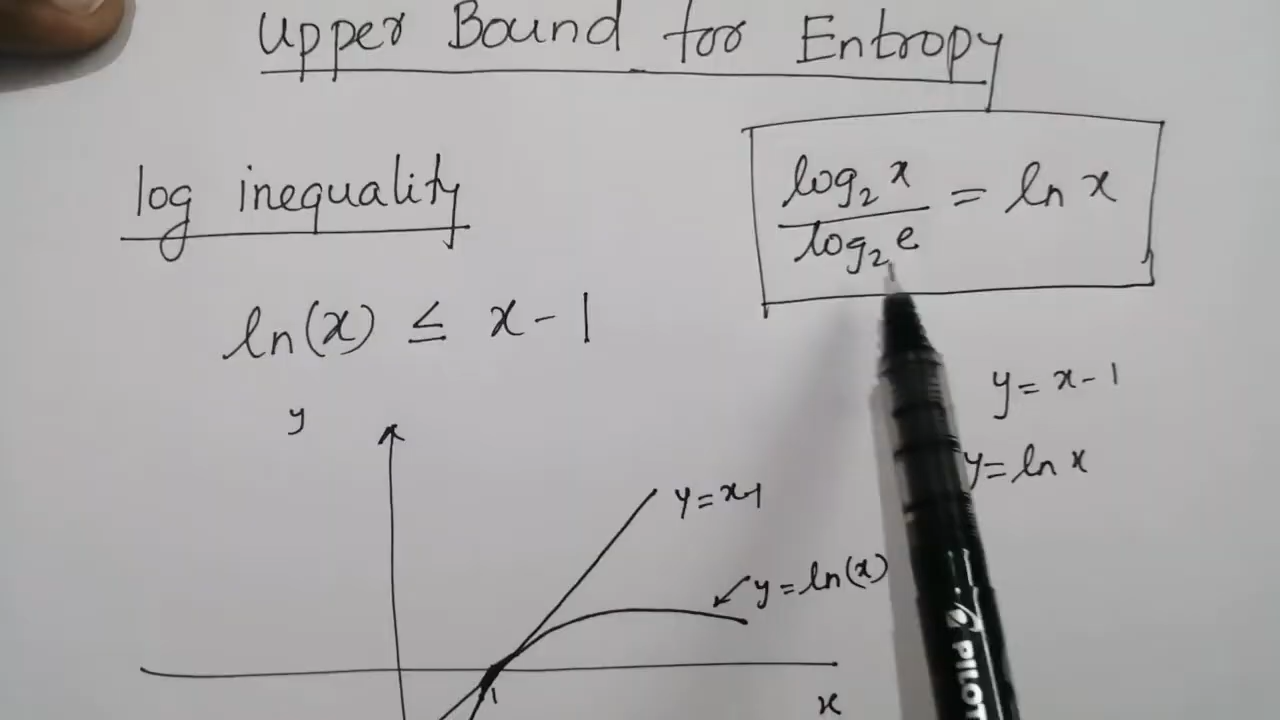 Upper Bound for Entropy
log inequality
log₂ x / log₂ e = ln x
ln(x) ≤ x - 1
y = x - 1
y = ln x
y
y = x-1
y = ln(x)
1
x
PILOT